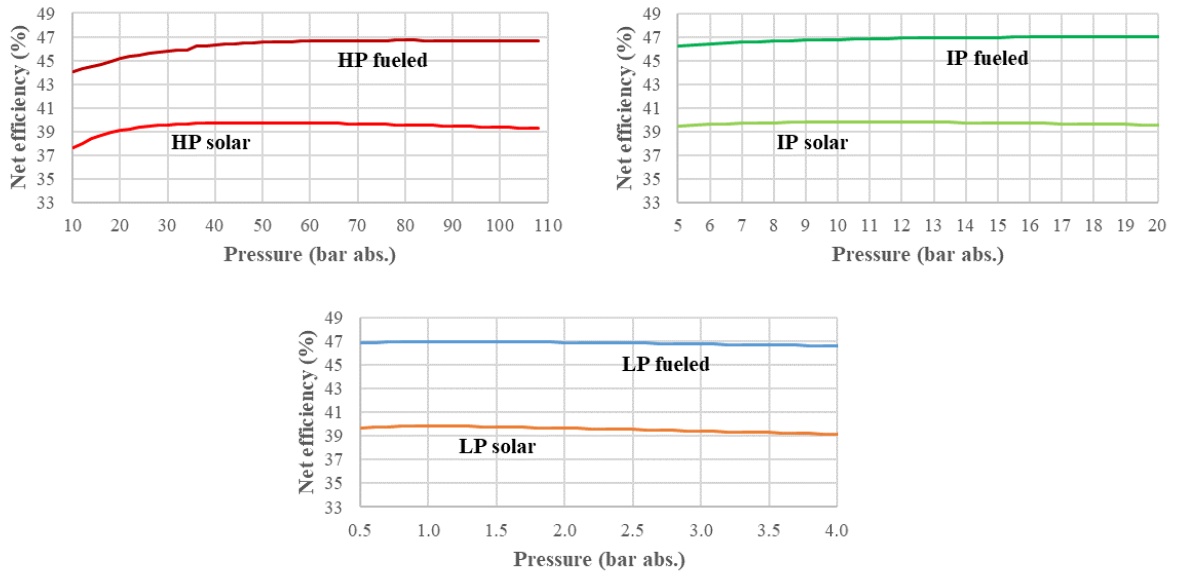 Net efficiency (%)
49
47
45
43
41
39
37
35
33
HP fueled
HP solar
10 20 30 40 50 60 70 80 90 100 110
Pressure (bar abs.)
Net efficiency (%)
49
47
45
43
41
39
37
35
33
IP fueled
IP solar
5 6 7 8 9 10 11 12 13 14 15 16 17 18 19 20
Pressure (bar abs.)
Net efficiency (%)
49
47
45
43
41
39
37
35
33
LP fueled
LP solar
0.5 1.0 1.5 2.0 2.5 3.0 3.5 4.0
Pressure (bar abs.)